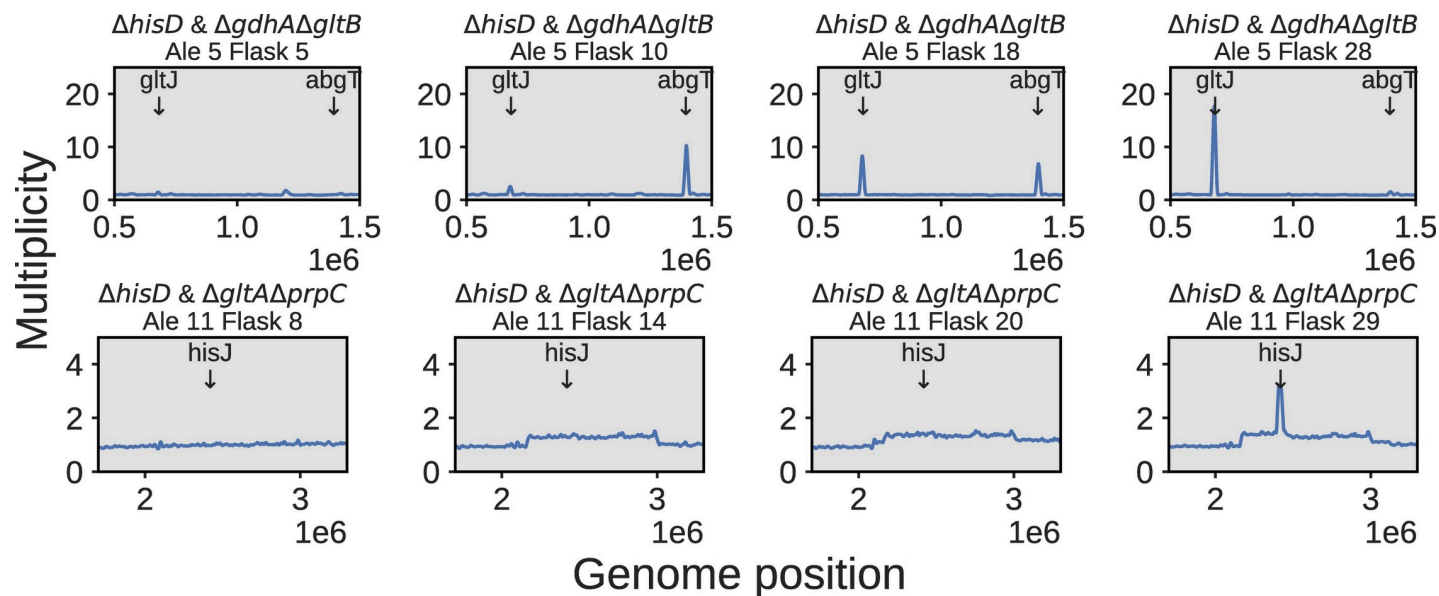 ΔhisD & ΔgdhAΔgltB
Ale 5 Flask 5
gltJ
abgT
20
10
0
0.5
1.0
1.5
1e6
ΔhisD & ΔgdhAΔgltB
Ale 5 Flask 10
gltJ
abgT
20
10
0
0.5
1.0
1.5
1e6
ΔhisD & ΔgdhAΔgltB
Ale 5 Flask 18
gltJ
abgT
20
10
0
0.5
1.0
1.5
1e6
ΔhisD & ΔgdhAΔgltB
Ale 5 Flask 28
gltJ
abgT
20
10
0
0.5
1.0
1.5
1e6
Multiplicity
ΔhisD & ΔgltAΔprpC
Ale 11 Flask 8
hisJ
4
2
0
2
3
1e6
ΔhisD & ΔgltAΔprpC
Ale 11 Flask 14
hisJ
4
2
0
2
3
1e6
ΔhisD & ΔgltAΔprpC
Ale 11 Flask 20
hisJ
4
2
0
2
3
1e6
ΔhisD & ΔgltAΔprpC
Ale 11 Flask 29
hisJ
4
2
0
2
3
1e6
Genome position